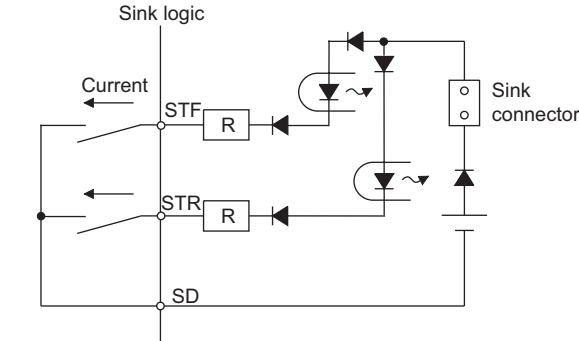 Sink logic
Current
STF
R
Sink
connector
STR
R
SD